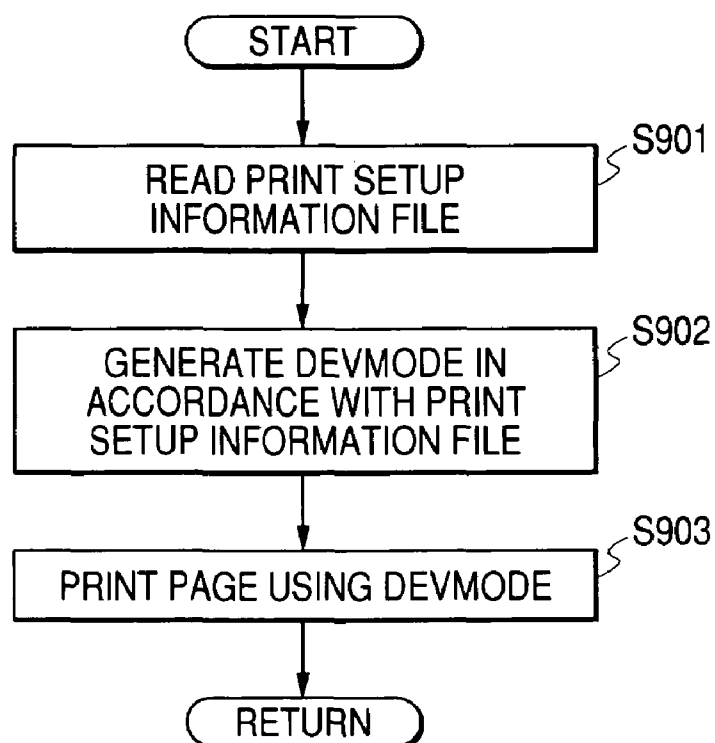 START
S901
READ PRINT SETUP
INFORMATION FILE
S902
GENERATE DEVMODE IN
ACCORDANCE WITH PRINT
SETUP INFORMATION FILE
S903
PRINT PAGE USING DEVMODE
RETURN